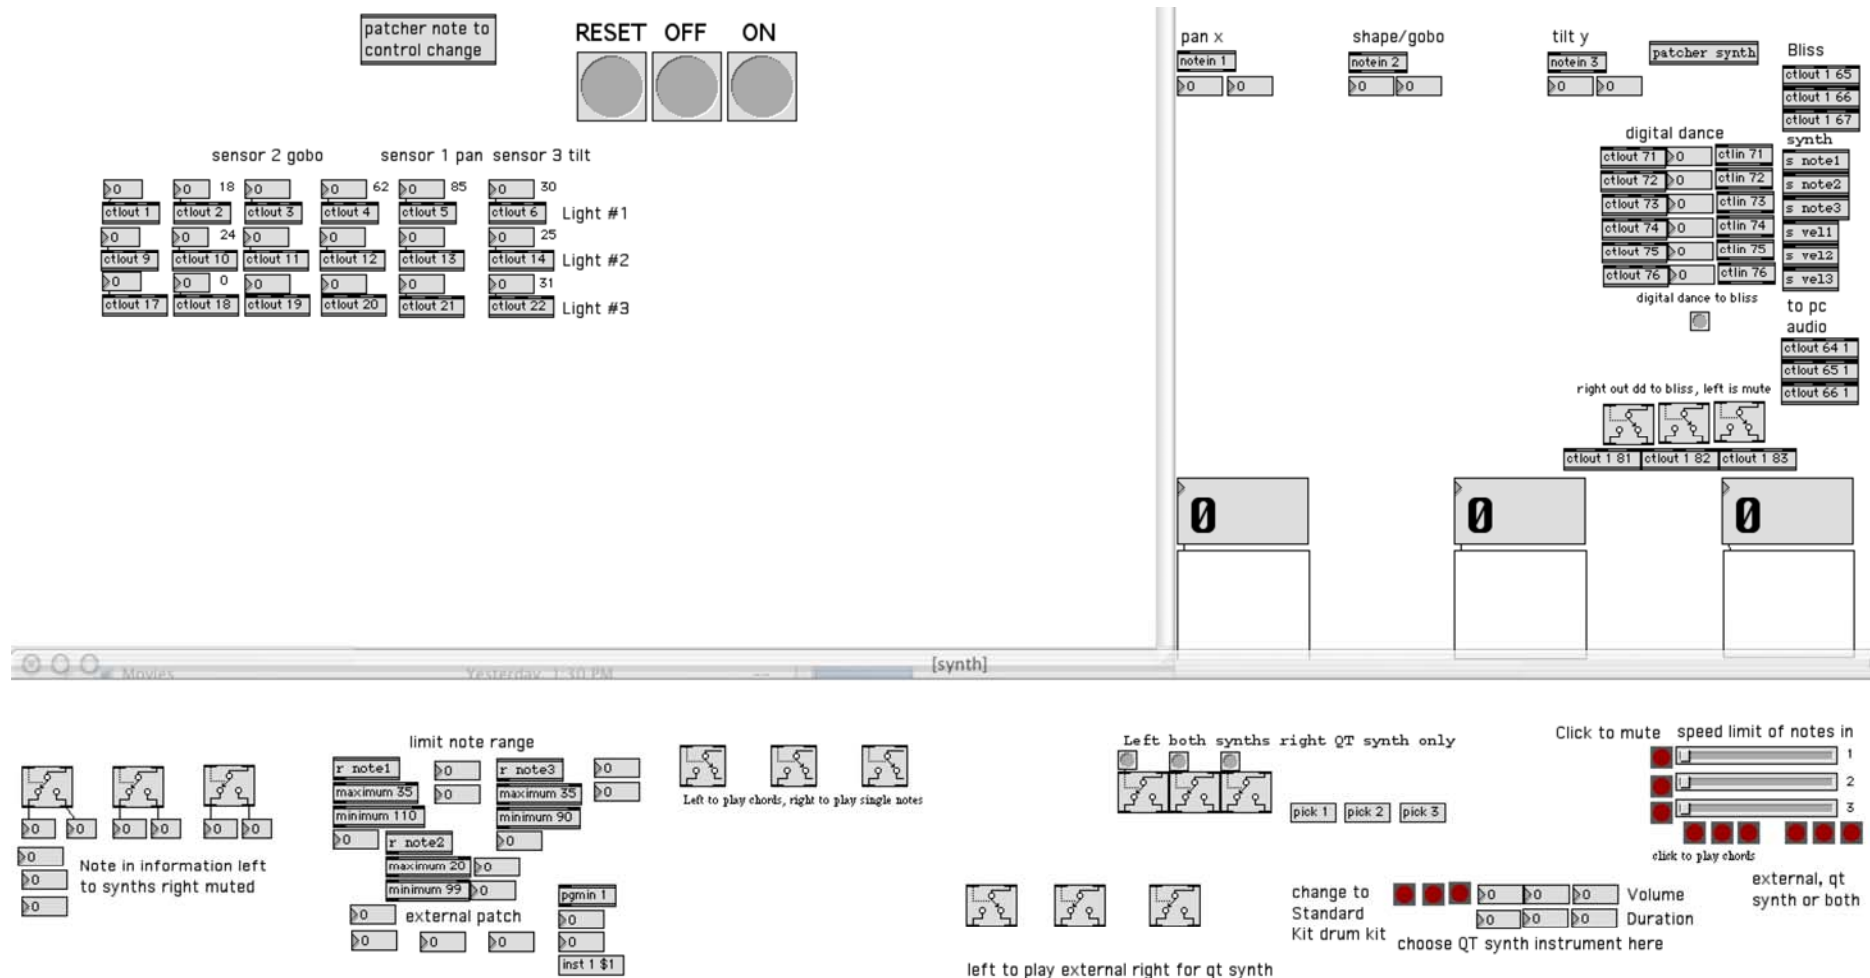 patcher note to
control change
RESET OFF ON
sensor 2 gobo sensor 1 pan sensor 3 tilt
0 0 18 0 0 62 0 85 0 30
ctlout 1 ctlout 2 ctlout 3 ctlout 4 ctlout 5 ctlout 6 Light #1
0 0 24 0 0 0 0 25
ctlout 9 ctlout 10 ctlout 11 ctlout 12 ctlout 13 ctlout 14 Light #2
0 0 0 0 0 0 0 31
ctlout 17 ctlout 18 ctlout 19 ctlout 20 ctlout 21 ctlout 22 Light #3
pan x shape/gobo tilt y
notein 1 notein 2 notein 3
0 0 0 0 0 0
patcher synth
Bliss
ctlout 1 65
ctlout 1 66
ctlout 1 67
digital dance
ctlout 71 0 ctlin 71
ctlout 72 0 ctlin 72
ctlout 73 0 ctlin 73
ctlout 74 0 ctlin 74
ctlout 75 0 ctlin 75
ctlout 76 0 ctlin 76
digital dance to bliss
synth
s note1
s note2
s note3
s vel1
s vel2
s vel3
to pc
audio
ctlout 64 1
ctlout 65 1
ctlout 66 1
right out dd to bliss, left is mute
ctlout 1 81 ctlout 1 82 ctlout 1 83
0 0 0
Movies Yesterday, 1:30 PM -- [synth]
0 0 0 0 0 0
0
0
0
Note in information left
to synths right muted
limit note range
r note1 0 r note3 0
maximum 35 0 maximum 35 0
minimum 110 minimum 90
0 r note2 0
maximum 20 0
minimum 99 0
0 external patch
0 0 0
pgmin 1
0
0
inst 1 $1
Left to play chords, right to play single notes
Left both synths right QT synth only
pick 1 pick 2 pick 3
left to play external right for qt synth
Click to mute speed limit of notes in
1
2
3
click to play chords
external, qt
synth or both
change to
Standard
Kit drum kit
0 0 0 Volume
0 0 0 Duration
choose QT synth instrument here